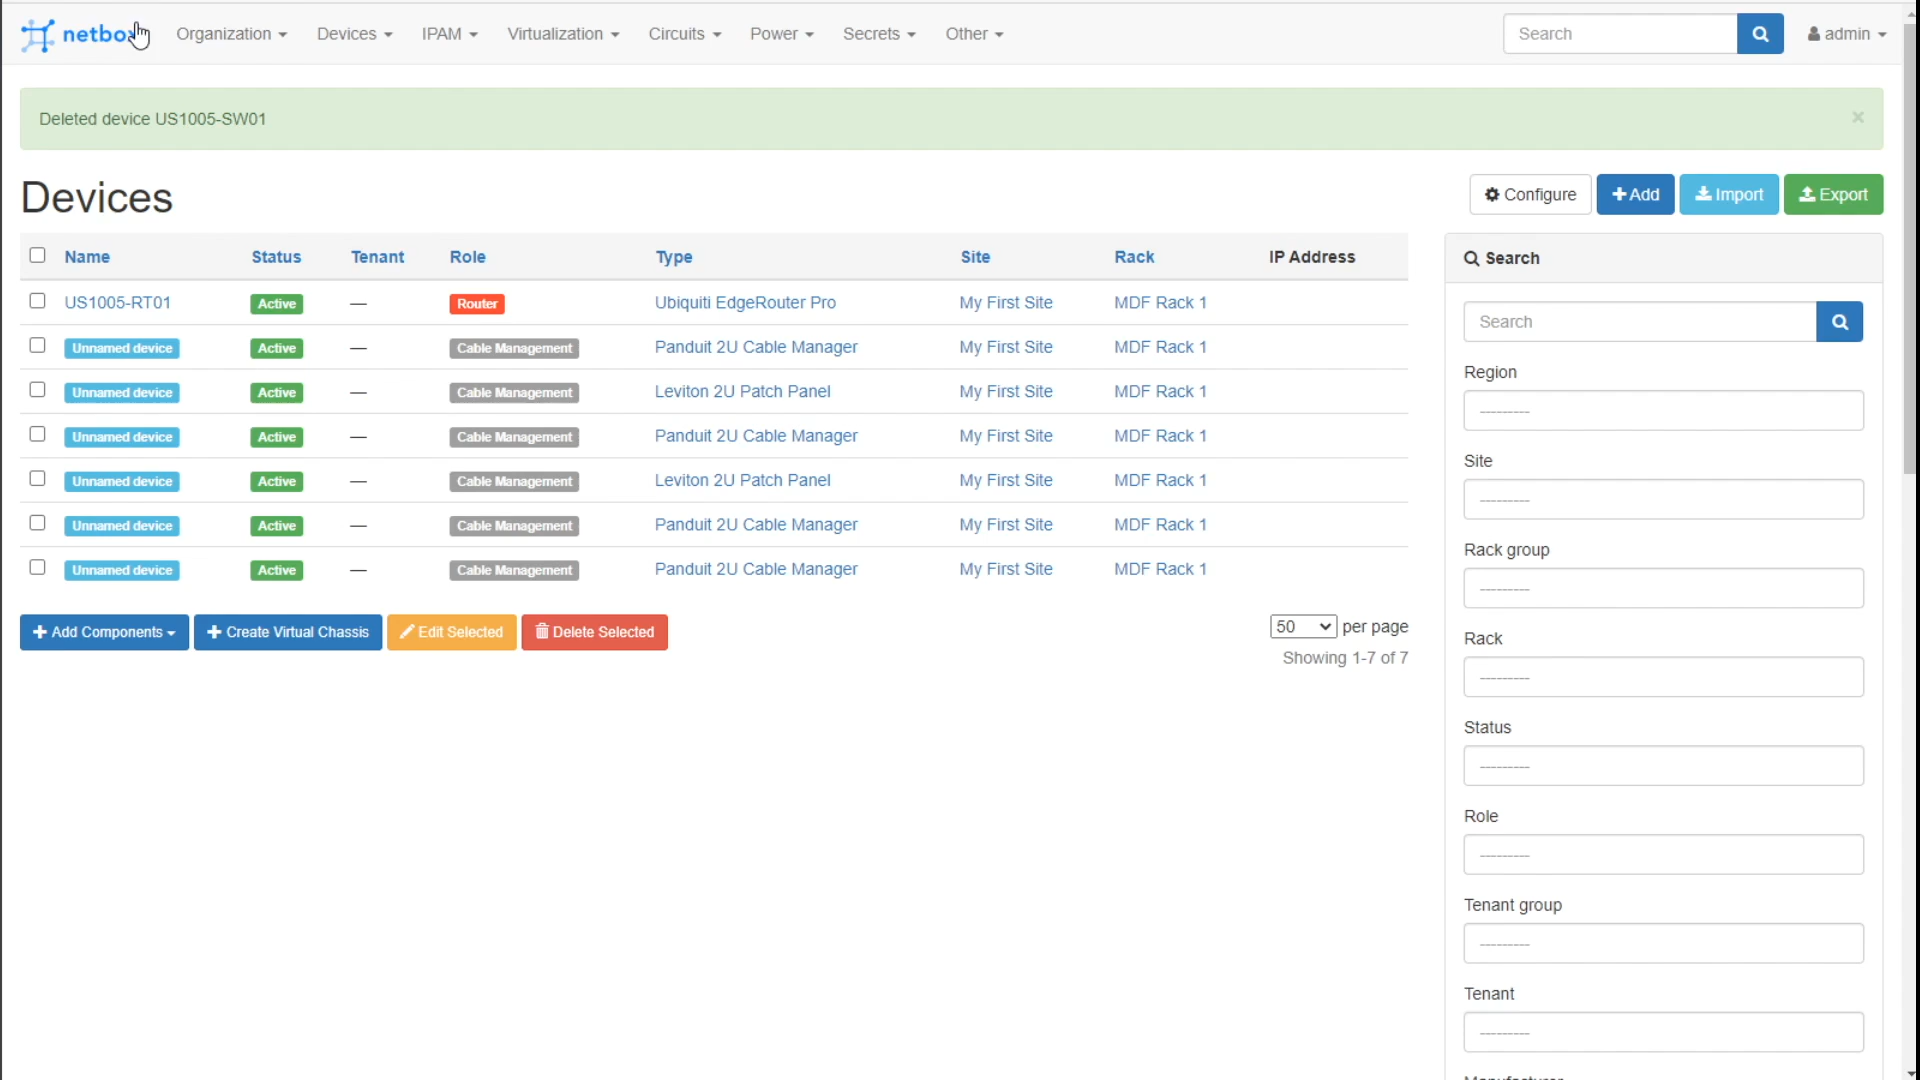 netbox Organization Devices IPAM Virtualization Circuits Power Secrets Other Search admin
Deleted device US1005-SW01 ×
Devices
Configure +Add Import Export
Name Status Tenant Role Type Site Rack IP Address
US1005-RT01 Active — Router Ubiquiti EdgeRouter Pro My First Site MDF Rack 1
Unnamed device Active — Cable Management Panduit 2U Cable Manager My First Site MDF Rack 1
Unnamed device Active — Cable Management Leviton 2U Patch Panel My First Site MDF Rack 1
Unnamed device Active — Cable Management Panduit 2U Cable Manager My First Site MDF Rack 1
Unnamed device Active — Cable Management Leviton 2U Patch Panel My First Site MDF Rack 1
Unnamed device Active — Cable Management Panduit 2U Cable Manager My First Site MDF Rack 1
Unnamed device Active — Cable Management Panduit 2U Cable Manager My First Site MDF Rack 1
+ Add Components + Create Virtual Chassis Edit Selected Delete Selected
50 per page
Showing 1-7 of 7
Search
Search
Region
---------
Site
---------
Rack group
---------
Rack
---------
Status
---------
Role
---------
Tenant group
---------
Tenant
---------